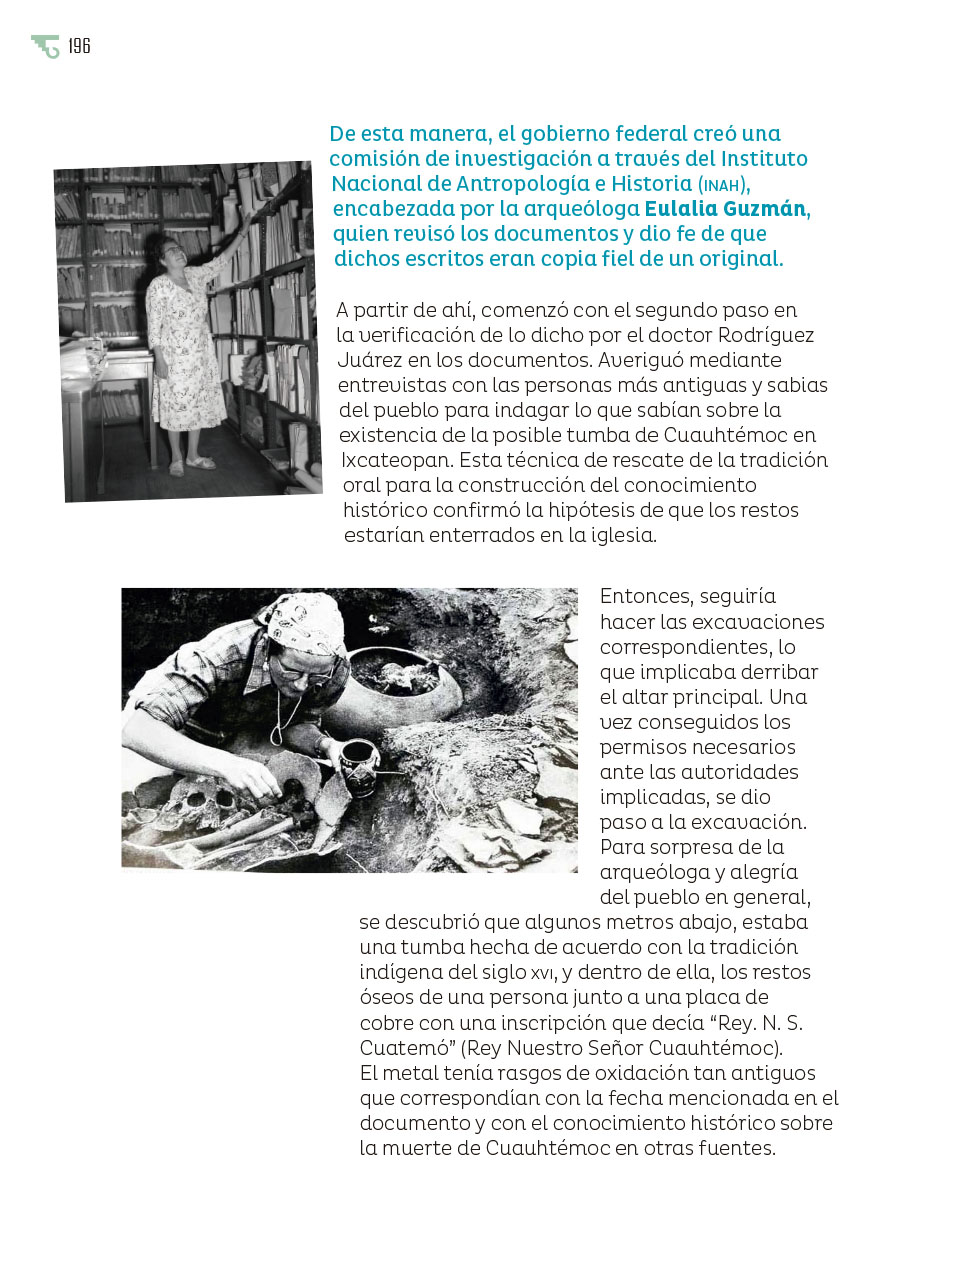 196
De esta manera, el gobierno federal creó una
comisión de investigación a través del Instituto
Nacional de Antropología e Historia (INAH),
encabezada por la arqueóloga Eulalia Guzmán,
quien revisó los documentos y dio fe de que
dichos escritos eran copia fiel de un original.
A partir de ahí, comenzó con el segundo paso en
la verificación de lo dicho por el doctor Rodríguez
Juárez en los documentos. Averiguó mediante
entrevistas con las personas más antiguas y sabias
del pueblo para indagar lo que sabían sobre la
existencia de la posible tumba de Cuauhtémoc en
Ixcateopan. Esta técnica de rescate de la tradición
oral para la construcción del conocimiento
histórico confirmó la hipótesis de que los restos
estarían enterrados en la iglesia.
Entonces, seguiría
hacer las excavaciones
correspondientes, lo
que implicaba derribar
el altar principal. Una
vez conseguidos los
permisos necesarios
ante las autoridades
implicadas, se dio
paso a la excavación.
Para sorpresa de la
arqueóloga y alegría
del pueblo en general,
se descubrió que algunos metros abajo, estaba
una tumba hecha de acuerdo con la tradición
indígena del siglo XVI, y dentro de ella, los restos
óseos de una persona junto a una placa de
cobre con una inscripción que decía “Rey. N. S.
Cuatemó” (Rey Nuestro Señor Cuauhtémoc).
El metal tenía rasgos de oxidación tan antiguos
que correspondían con la fecha mencionada en el
documento y con el conocimiento histórico sobre
la muerte de Cuauhtémoc en otras fuentes.